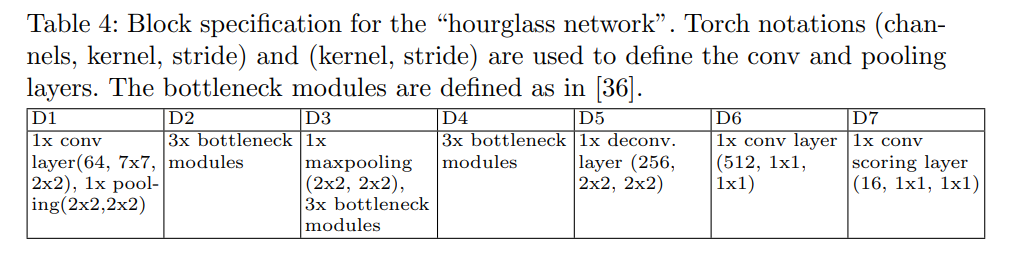 Table 4: Block specification for the “hourglass network”. Torch notations (chan-
nels, kernel, stride) and (kernel, stride) are used to define the conv and pooling
layers. The bottleneck modules are defined as in [36].
D1 D2 D3 D4 D5 D6 D7
1x conv 3x bottleneck 1x 3x bottleneck 1x deconv. 1x conv layer 1x conv
layer(64, 7x7, modules maxpooling modules layer (256, (512, 1x1, scoring layer
2x2), 1x pool- (2x2, 2x2), 2x2, 2x2) 1x1) (16, 1x1, 1x1)
ing(2x2,2x2) 3x bottleneck
modules